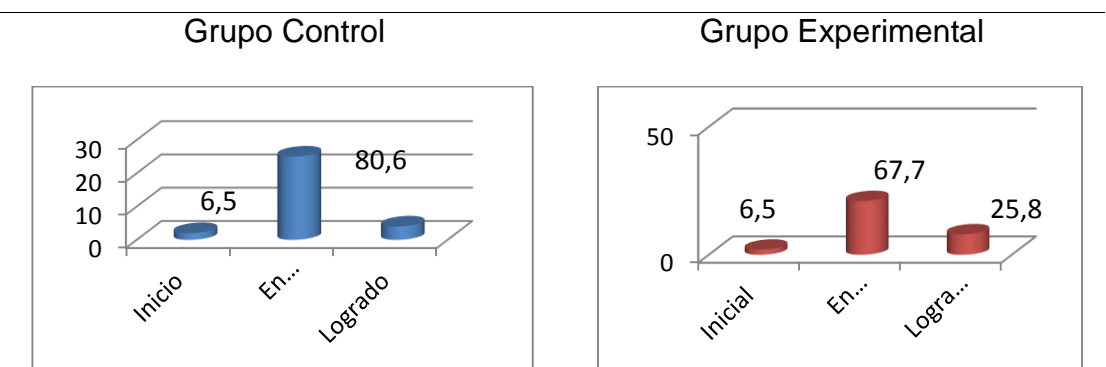 Grupo Control
30
20
10
0
6,5
80,6
Inicio
En...
Logrado
Grupo Experimental
50
0
6,5
67,7
25,8
Inicial
En...
Logra...